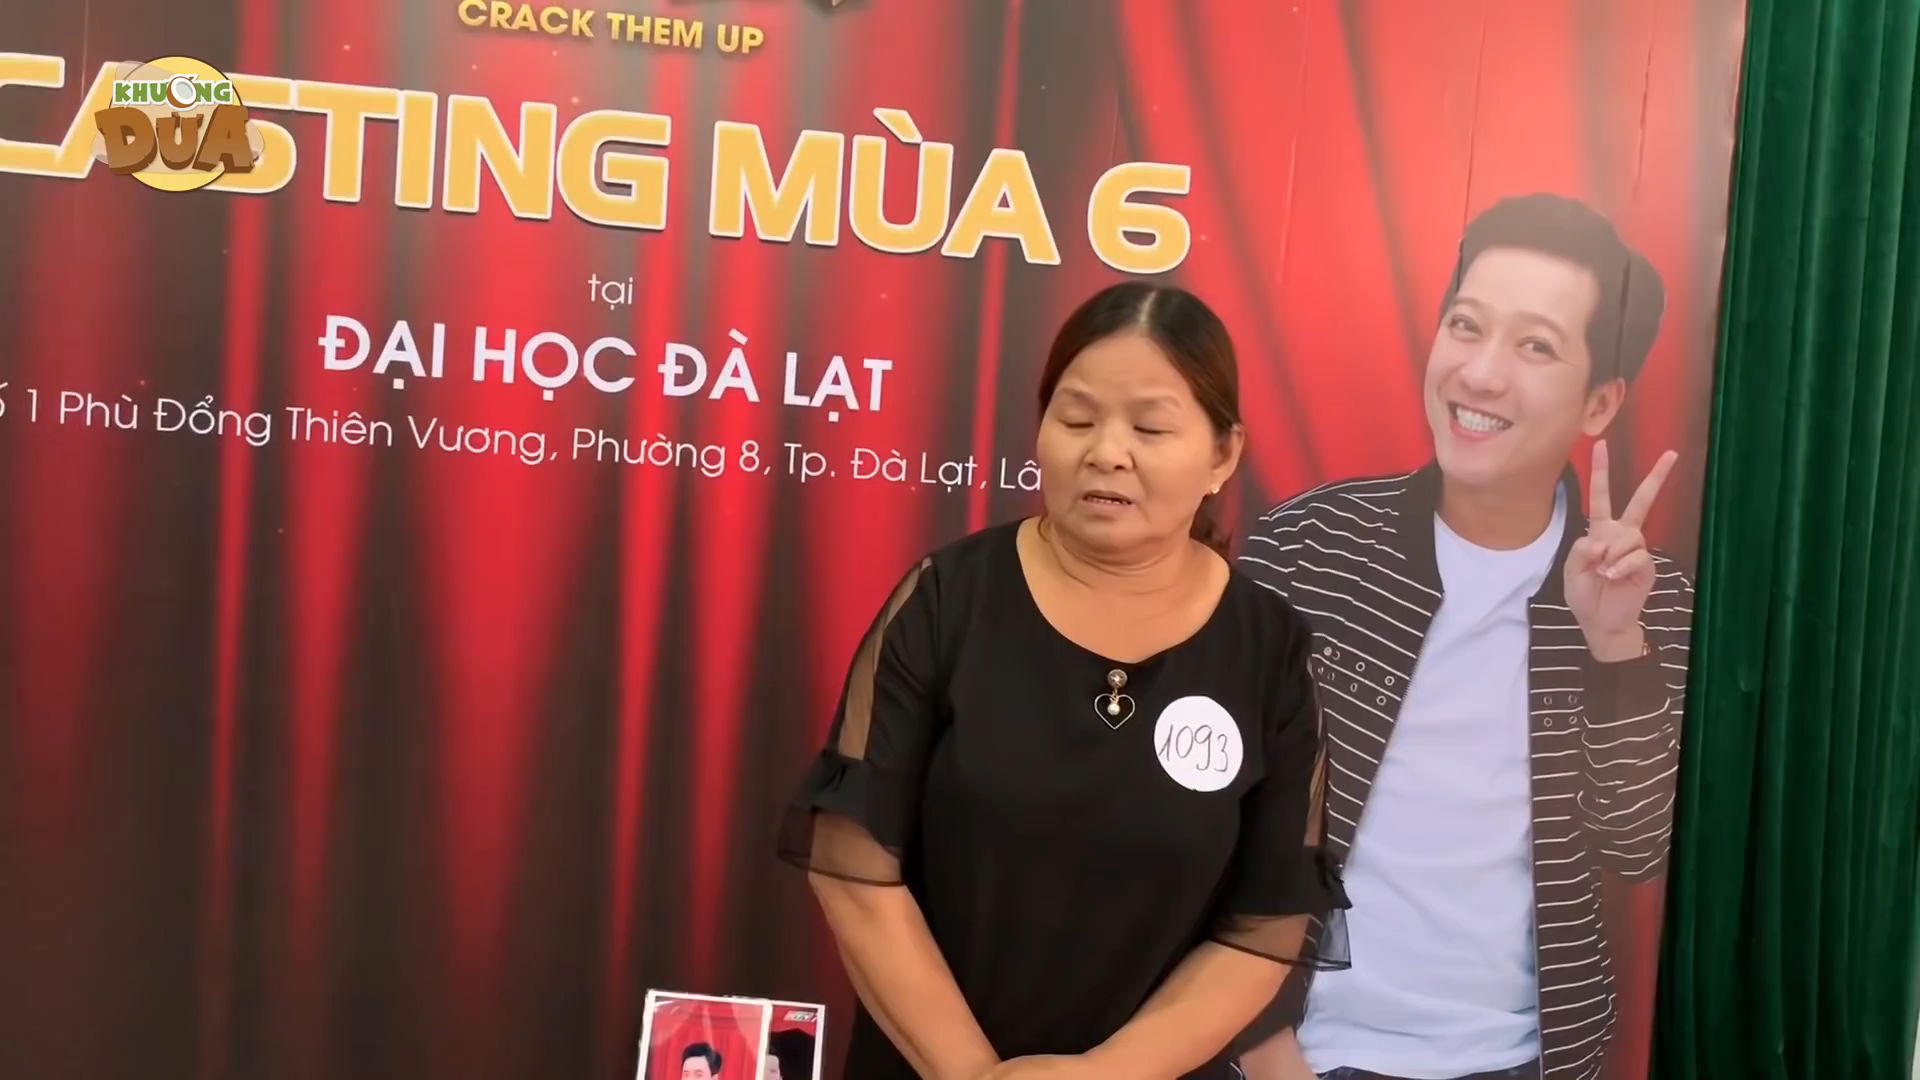 CRACK THEM UP
KHƯƠNG
DỪA
CASTING MÙA 6
tại
ĐẠI HỌC ĐÀ LẠT
1 Phù Đổng Thiên Vương, Phường 8, Tp. Đà Lạt, Lâ
1093